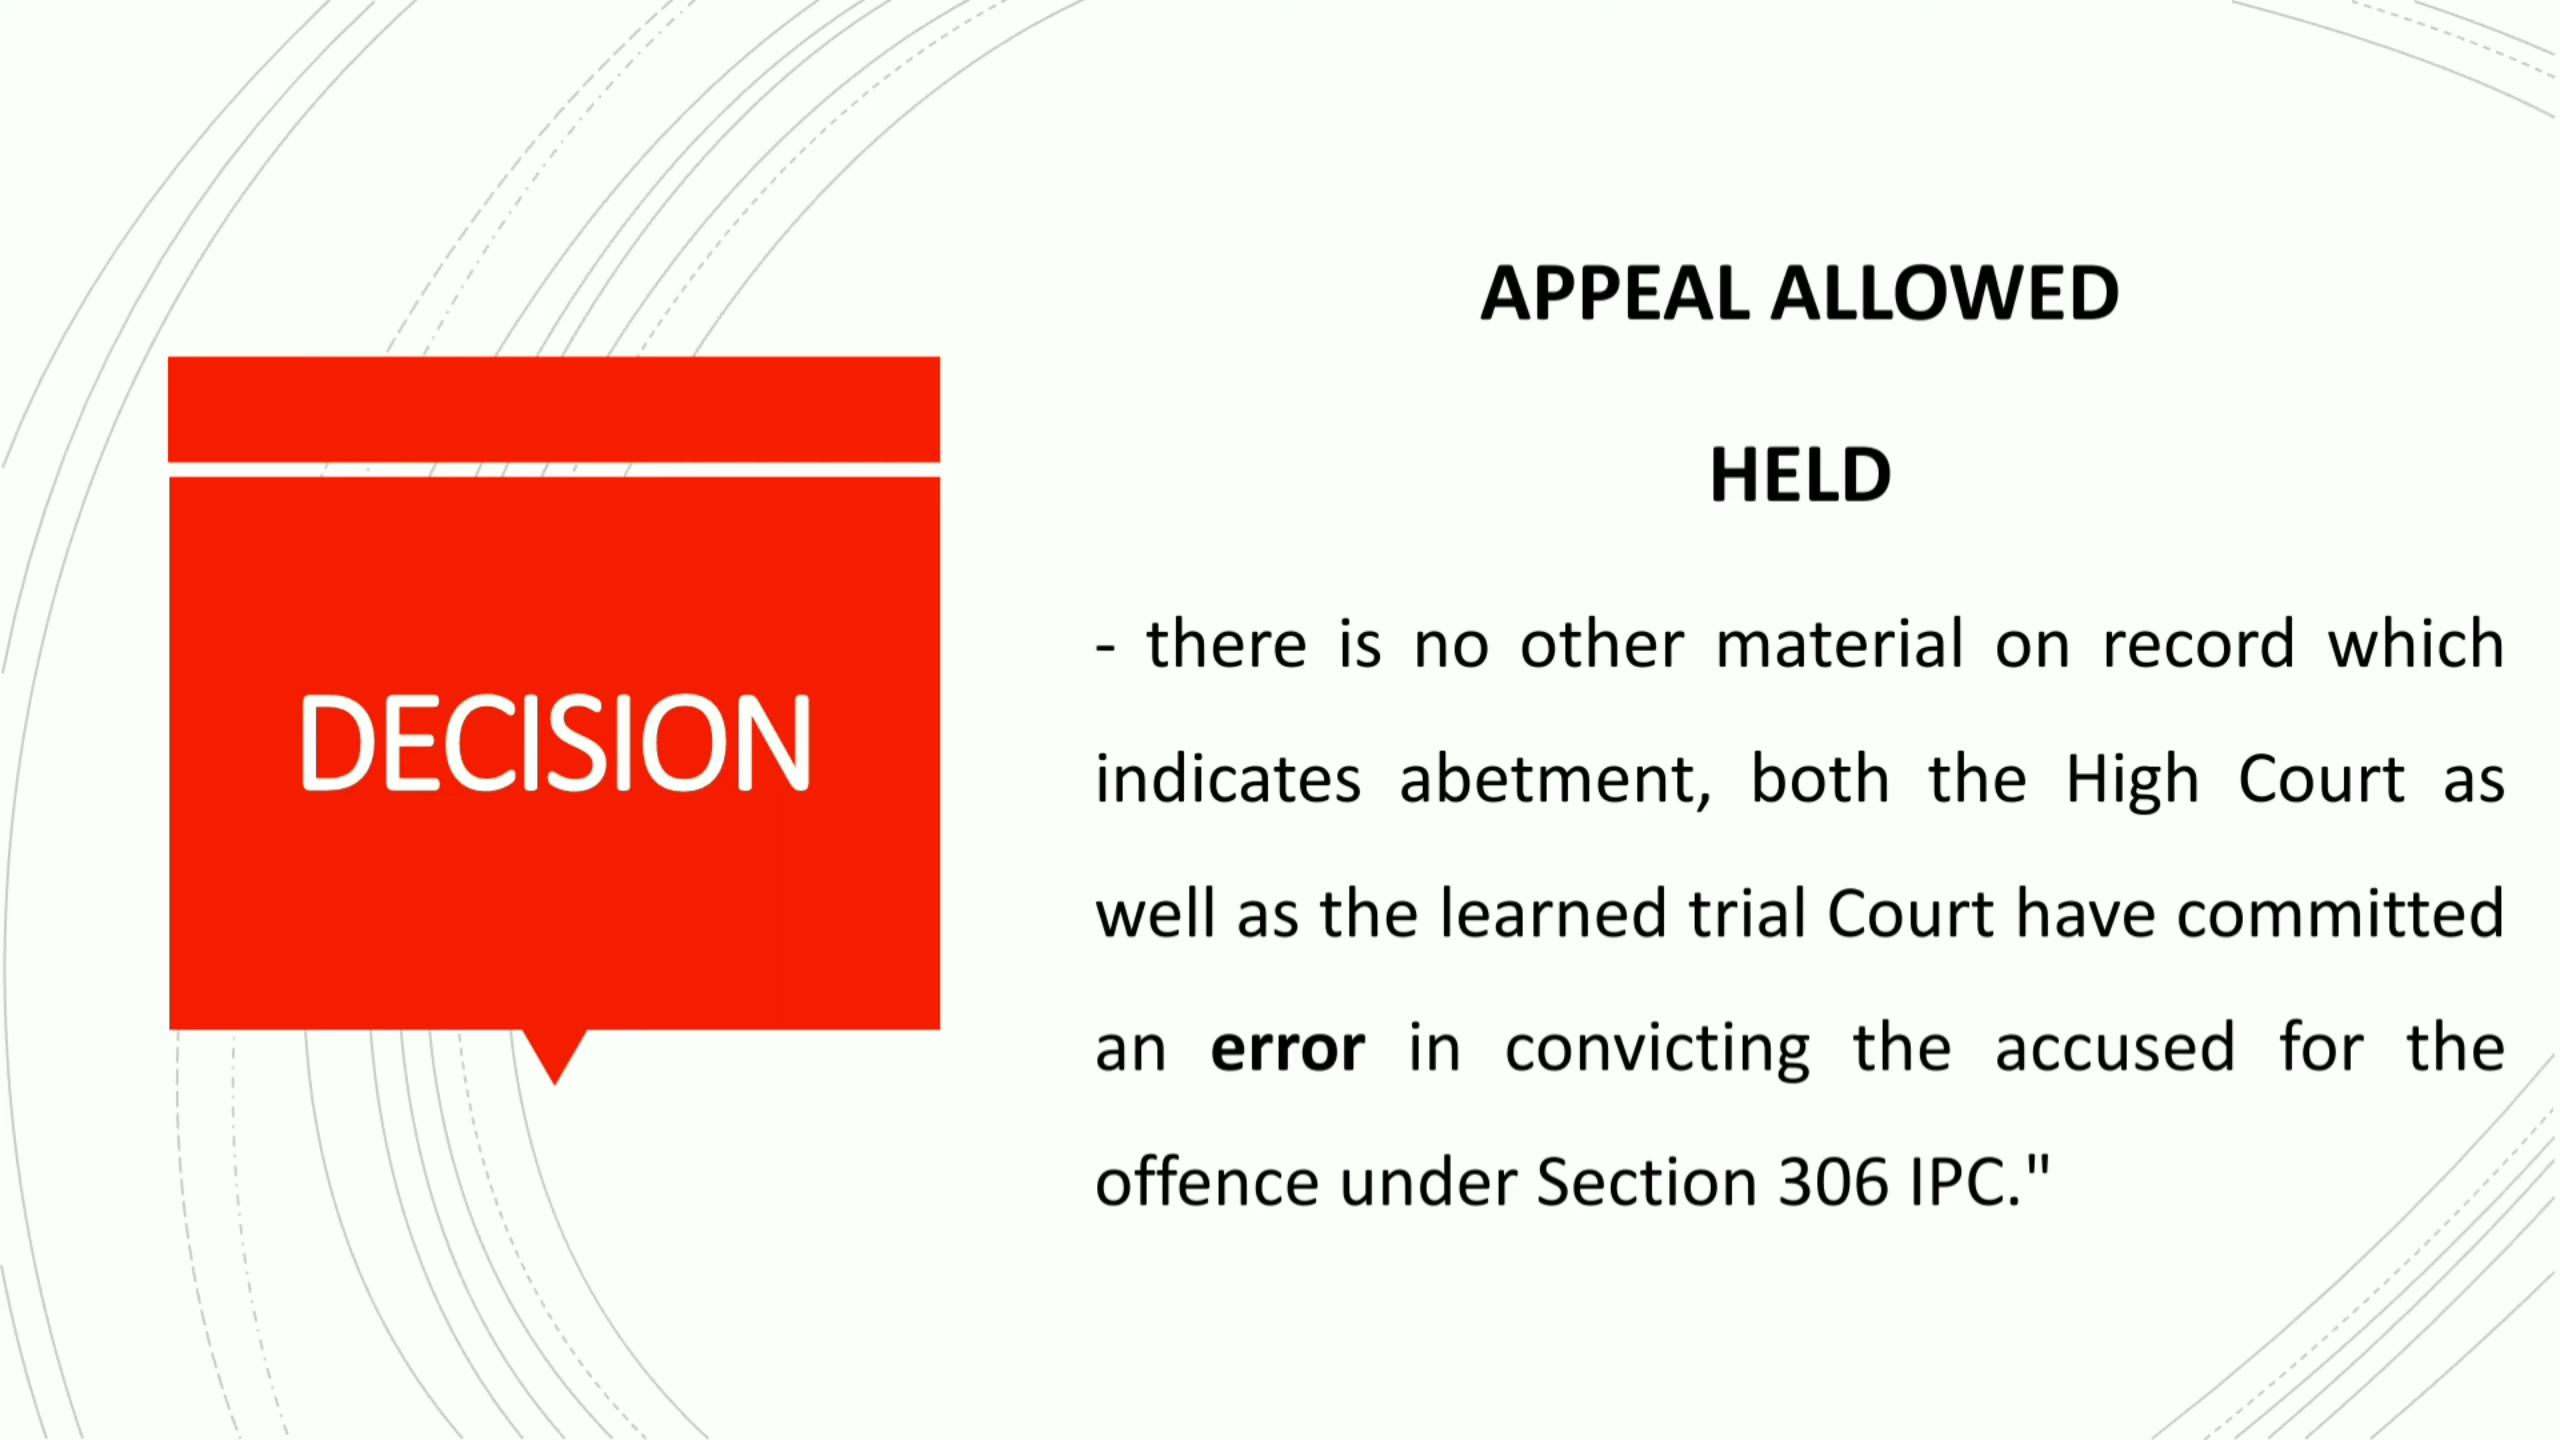 DECISION
APPEAL ALLOWED
HELD
- there is no other material on record which
indicates abetment, both the High Court as
well as the learned trial Court have committed
an error in convicting the accused for the
offence under Section 306 IPC."